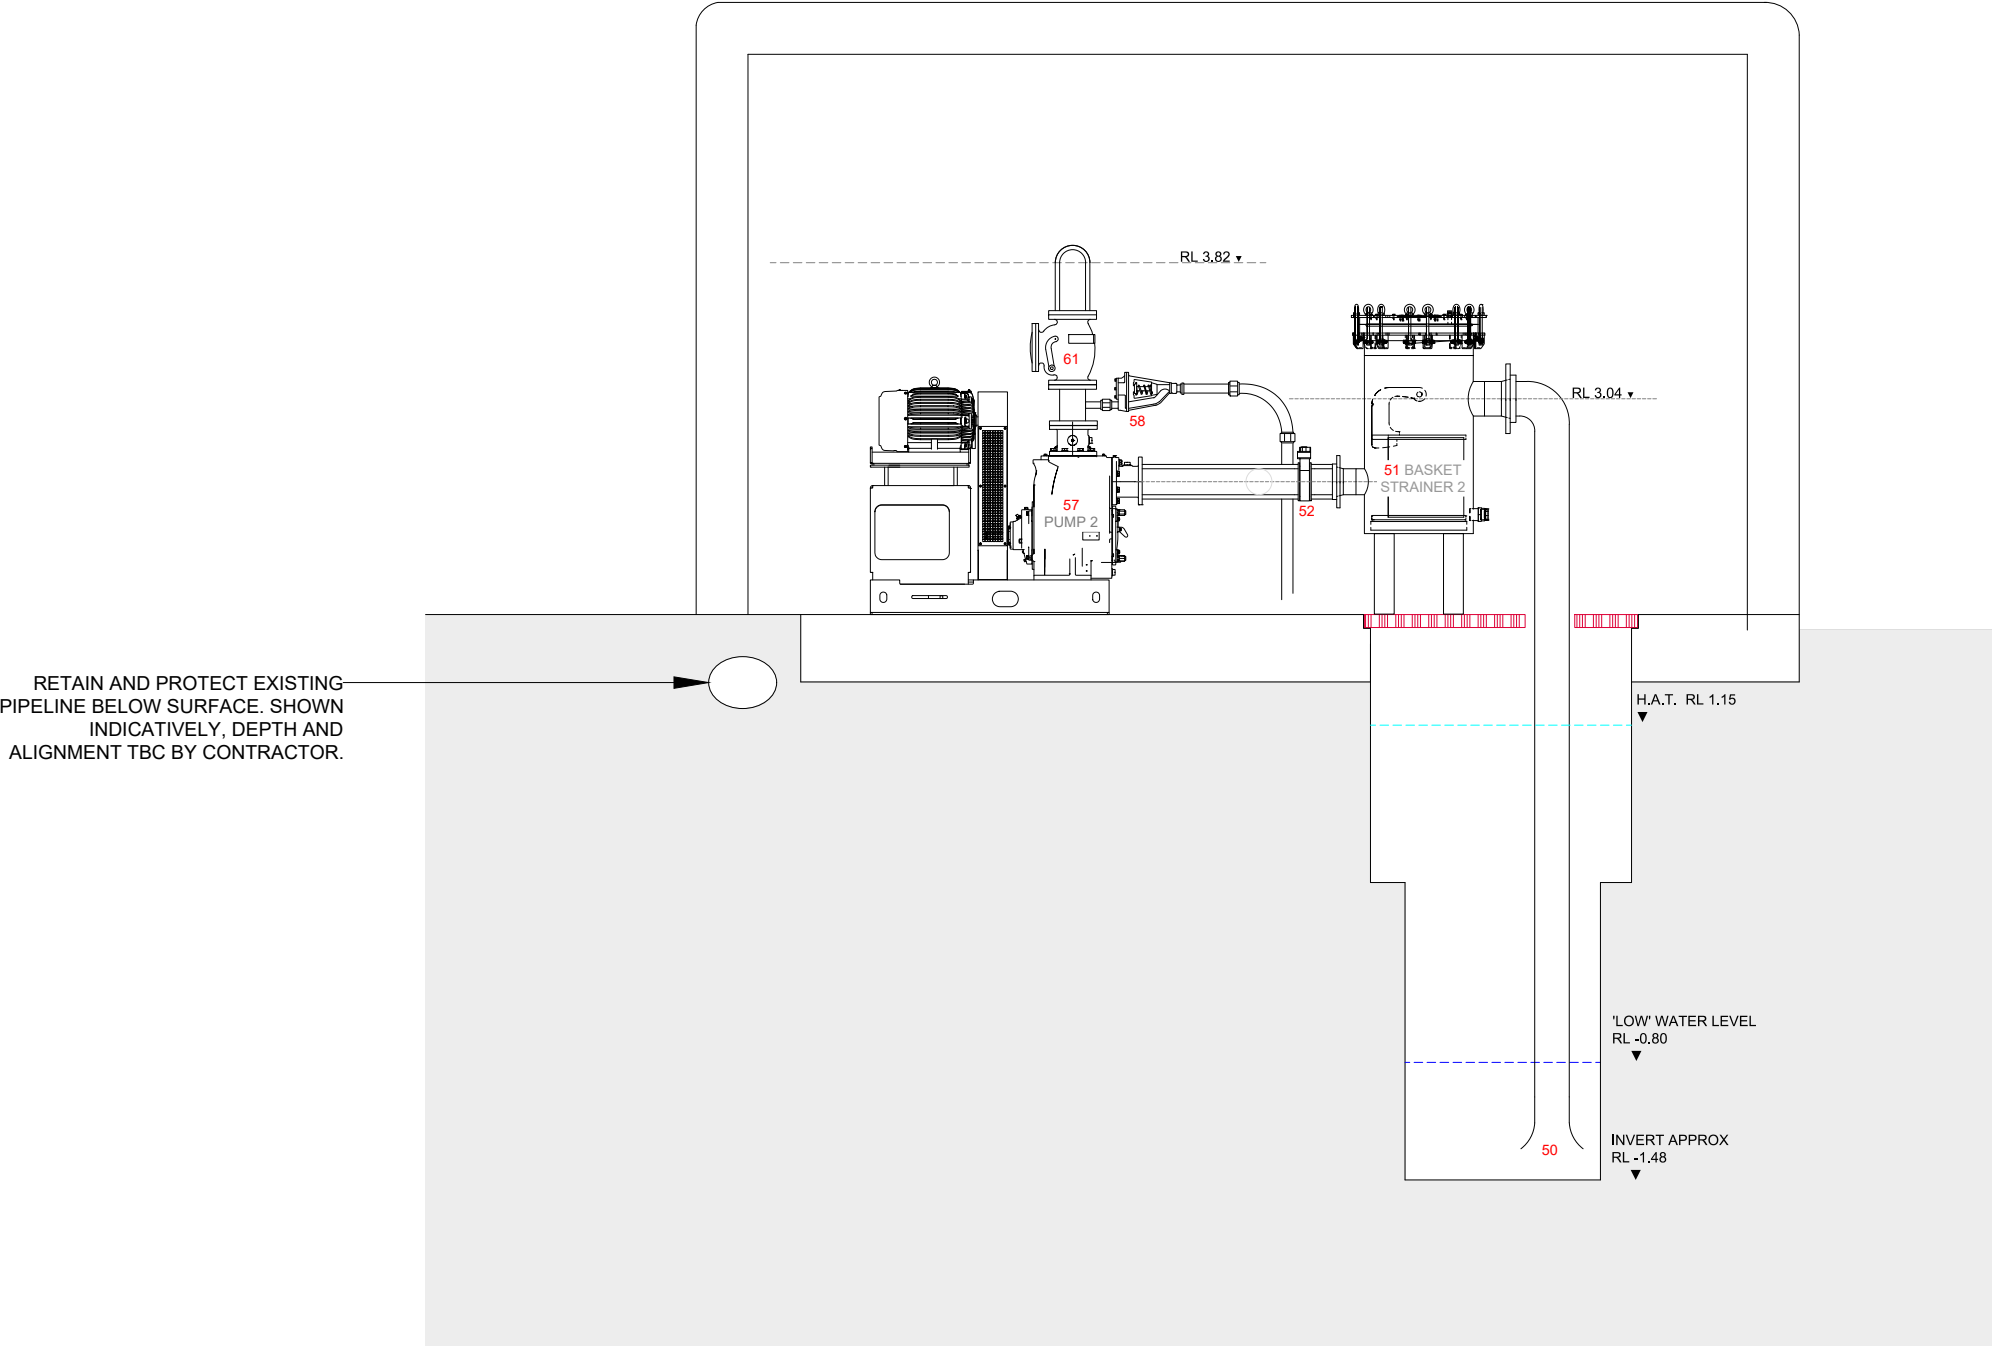 RL 3.82
61
RL 3.04
58
51 BASKET
STRAINER 2
57
PUMP 2
52
RETAIN AND PROTECT EXISTING
PIPELINE BELOW SURFACE. SHOWN
INDICATIVELY, DEPTH AND
ALIGNMENT TBC BY CONTRACTOR.
H.A.T. RL 1.15
'LOW' WATER LEVEL
RL -0.80
50
INVERT APPROX
RL -1.48